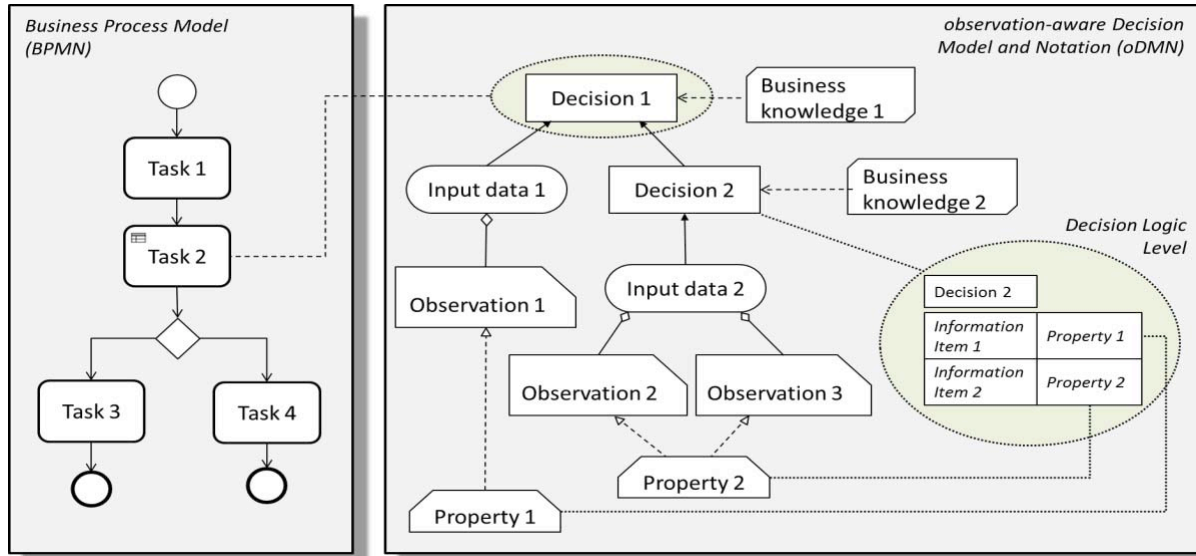 Business Process Model
(BPMN)
Task 1
Task 2
Task 3
Task 4
observation-aware Decision
Model and Notation (oDMN)
Decision 1
Business
knowledge 1
Input data 1
Decision 2
Business
knowledge 2
Decision Logic
Level
Observation 1
Input data 2
Decision 2
Information
Item 1
Property 1
Information
Item 2
Property 2
Observation 2
Observation 3
Property 2
Property 1